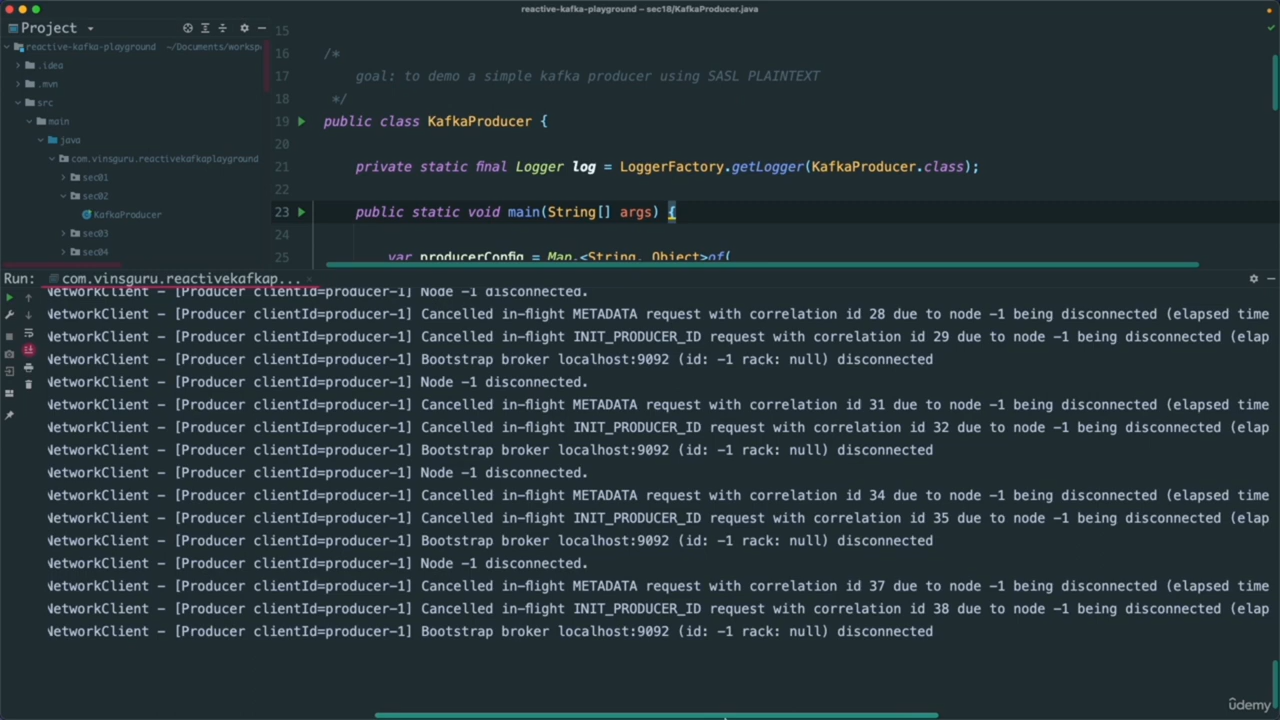 reactive-kafka-playground – sec18/KafkaProducer.java
Project
reactive-kafka-playground ~/Documents/worksp
.idea
.mvn
src
main
java
com.vinsguru.reactivekafkaplayground
sec01
sec02
KafkaProducer
sec03
sec04
15
16 /*
17 goal: to demo a simple kafka producer using SASL PLAINTEXT
18 */
19 public class KafkaProducer {
20
21 private static final Logger log = LoggerFactory.getLogger(KafkaProducer.class);
22
23 public static void main(String[] args) {
24
25 var producerConfig = Map.<String, Object>of(
Run: com.vinsguru.reactivekafkap...
NetworkClient - [Producer clientId=producer-1] Node -1 disconnected.
NetworkClient - [Producer clientId=producer-1] Cancelled in-flight METADATA request with correlation id 28 due to node -1 being disconnected (elapsed time
NetworkClient - [Producer clientId=producer-1] Cancelled in-flight INIT_PRODUCER_ID request with correlation id 29 due to node -1 being disconnected (elap
NetworkClient - [Producer clientId=producer-1] Bootstrap broker localhost:9092 (id: -1 rack: null) disconnected
NetworkClient - [Producer clientId=producer-1] Node -1 disconnected.
NetworkClient - [Producer clientId=producer-1] Cancelled in-flight METADATA request with correlation id 31 due to node -1 being disconnected (elapsed time
NetworkClient - [Producer clientId=producer-1] Cancelled in-flight INIT_PRODUCER_ID request with correlation id 32 due to node -1 being disconnected (elap
NetworkClient - [Producer clientId=producer-1] Bootstrap broker localhost:9092 (id: -1 rack: null) disconnected
NetworkClient - [Producer clientId=producer-1] Node -1 disconnected.
NetworkClient - [Producer clientId=producer-1] Cancelled in-flight METADATA request with correlation id 34 due to node -1 being disconnected (elapsed time
NetworkClient - [Producer clientId=producer-1] Cancelled in-flight INIT_PRODUCER_ID request with correlation id 35 due to node -1 being disconnected (elap
NetworkClient - [Producer clientId=producer-1] Bootstrap broker localhost:9092 (id: -1 rack: null) disconnected
NetworkClient - [Producer clientId=producer-1] Node -1 disconnected.
NetworkClient - [Producer clientId=producer-1] Cancelled in-flight METADATA request with correlation id 37 due to node -1 being disconnected (elapsed time
NetworkClient - [Producer clientId=producer-1] Cancelled in-flight INIT_PRODUCER_ID request with correlation id 38 due to node -1 being disconnected (elap
NetworkClient - [Producer clientId=producer-1] Bootstrap broker localhost:9092 (id: -1 rack: null) disconnected
ûdemy